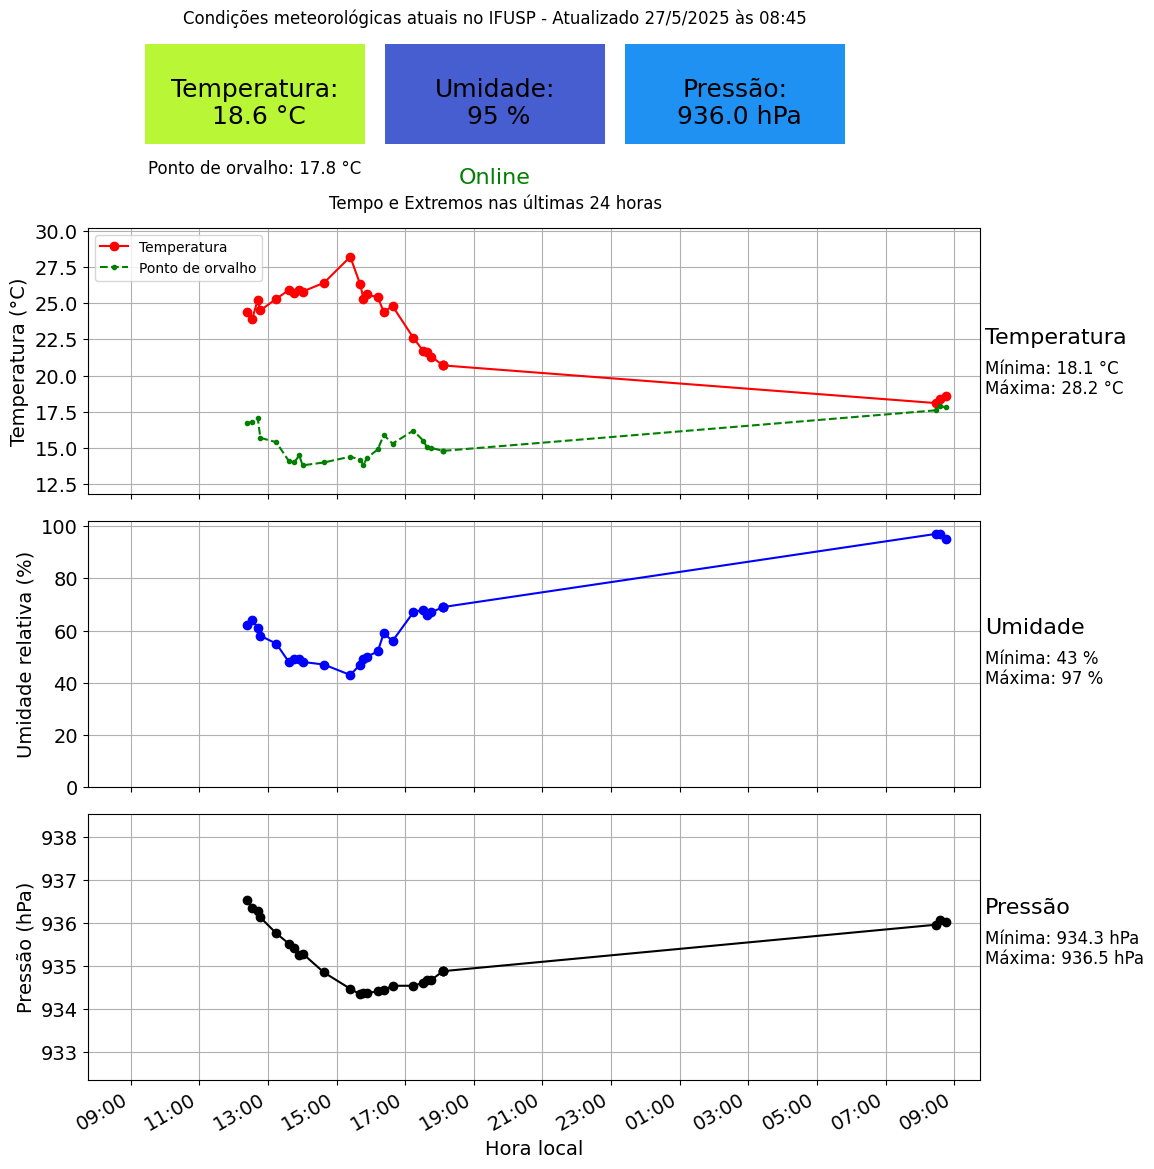 Condições meteorológicas atuais no IFUSP - Atualizado 27/5/2025 às 08:45
Temperatura:
18.6 °C
Umidade:
95 %
Pressão:
936.0 hPa
Ponto de orvalho: 17.8 °C
Online
Tempo e Extremos nas últimas 24 horas
Temperatura (°C)
30.0
27.5
25.0
22.5
20.0
17.5
15.0
12.5
Temperatura
Ponto de orvalho
Temperatura
Mínima: 18.1 °C
Máxima: 28.2 °C
Umidade relativa (%)
100
80
60
40
20
0
Umidade
Mínima: 43 %
Máxima: 97 %
Pressão (hPa)
938
937
936
935
934
933
Pressão
Mínima: 934.3 hPa
Máxima: 936.5 hPa
09:00
11:00
13:00
15:00
17:00
19:00
21:00
23:00
01:00
03:00
05:00
07:00
09:00
Hora local